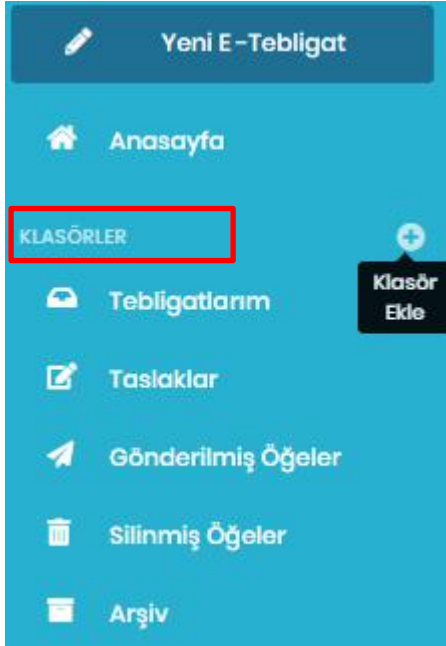 Yeni E-Tebligat
Anasayfa
KLASÖRLER
Klasör
Ekle
Tebligatlarım
Taslaklar
Gönderilmiş Öğeler
Silinmiş Öğeler
Arşiv